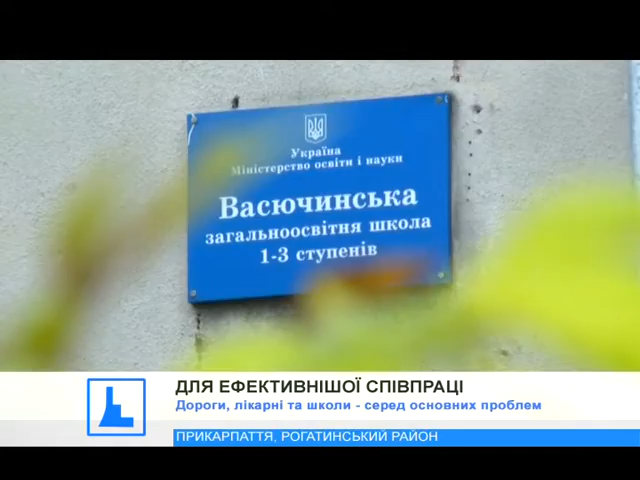 Україна
Міністерство освіти і науки
Васючинська
загальноосвітня школа
1-3 ступенів
ДЛЯ ЕФЕКТИВНІШОЇ СПІВПРАЦІ
Дороги, лікарні та школи - серед основних проблем
ПРИКАРПАТТЯ, РОГАТИНСЬКИЙ РАЙОН